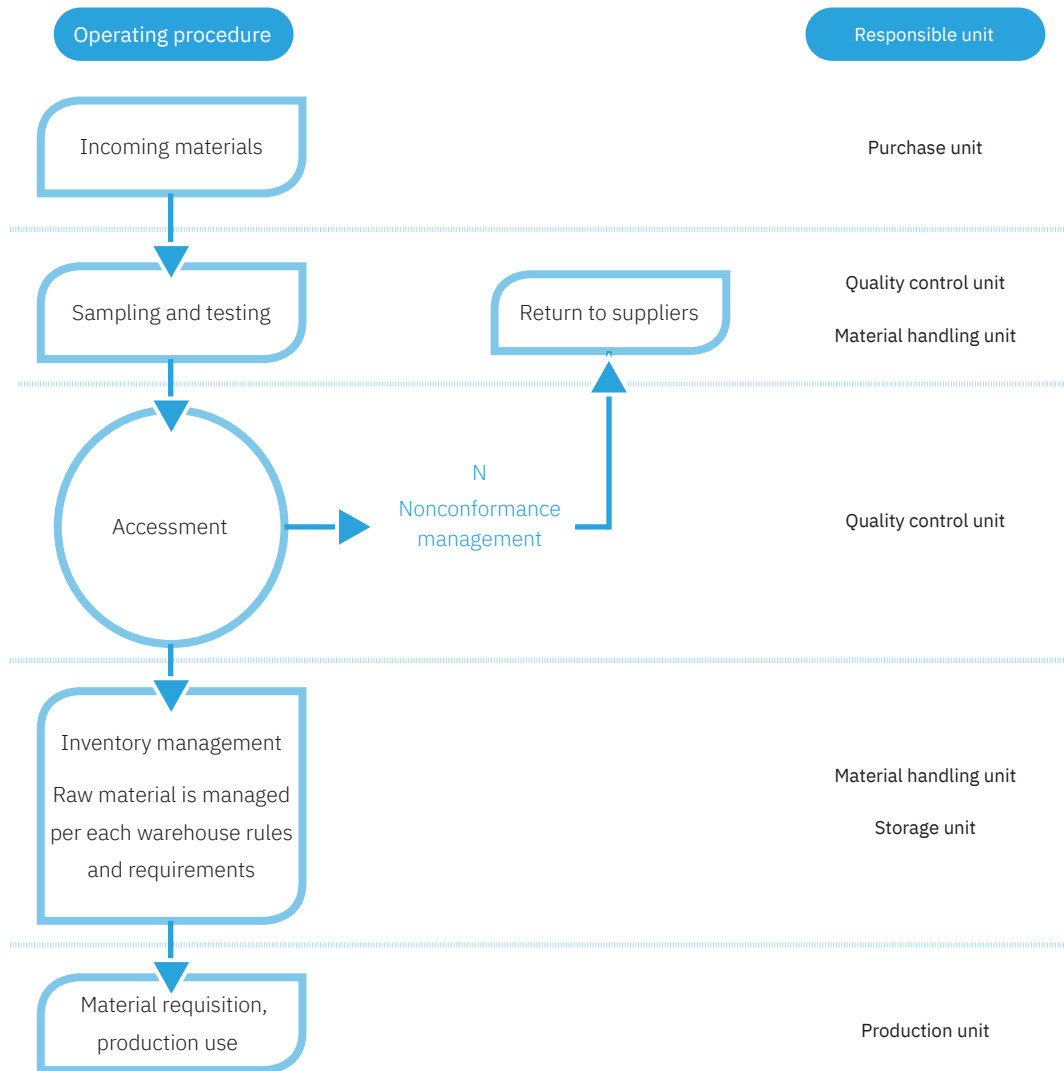 Operating procedure
Responsible unit
Incoming materials
Purchase unit
Sampling and testing
Return to suppliers
Quality control unit
Material handling unit
Accessment
N
Nonconformance
management
Quality control unit
Inventory management
Raw material is managed
per each warehouse rules
and requirements
Material handling unit
Storage unit
Material requisition,
production use
Production unit